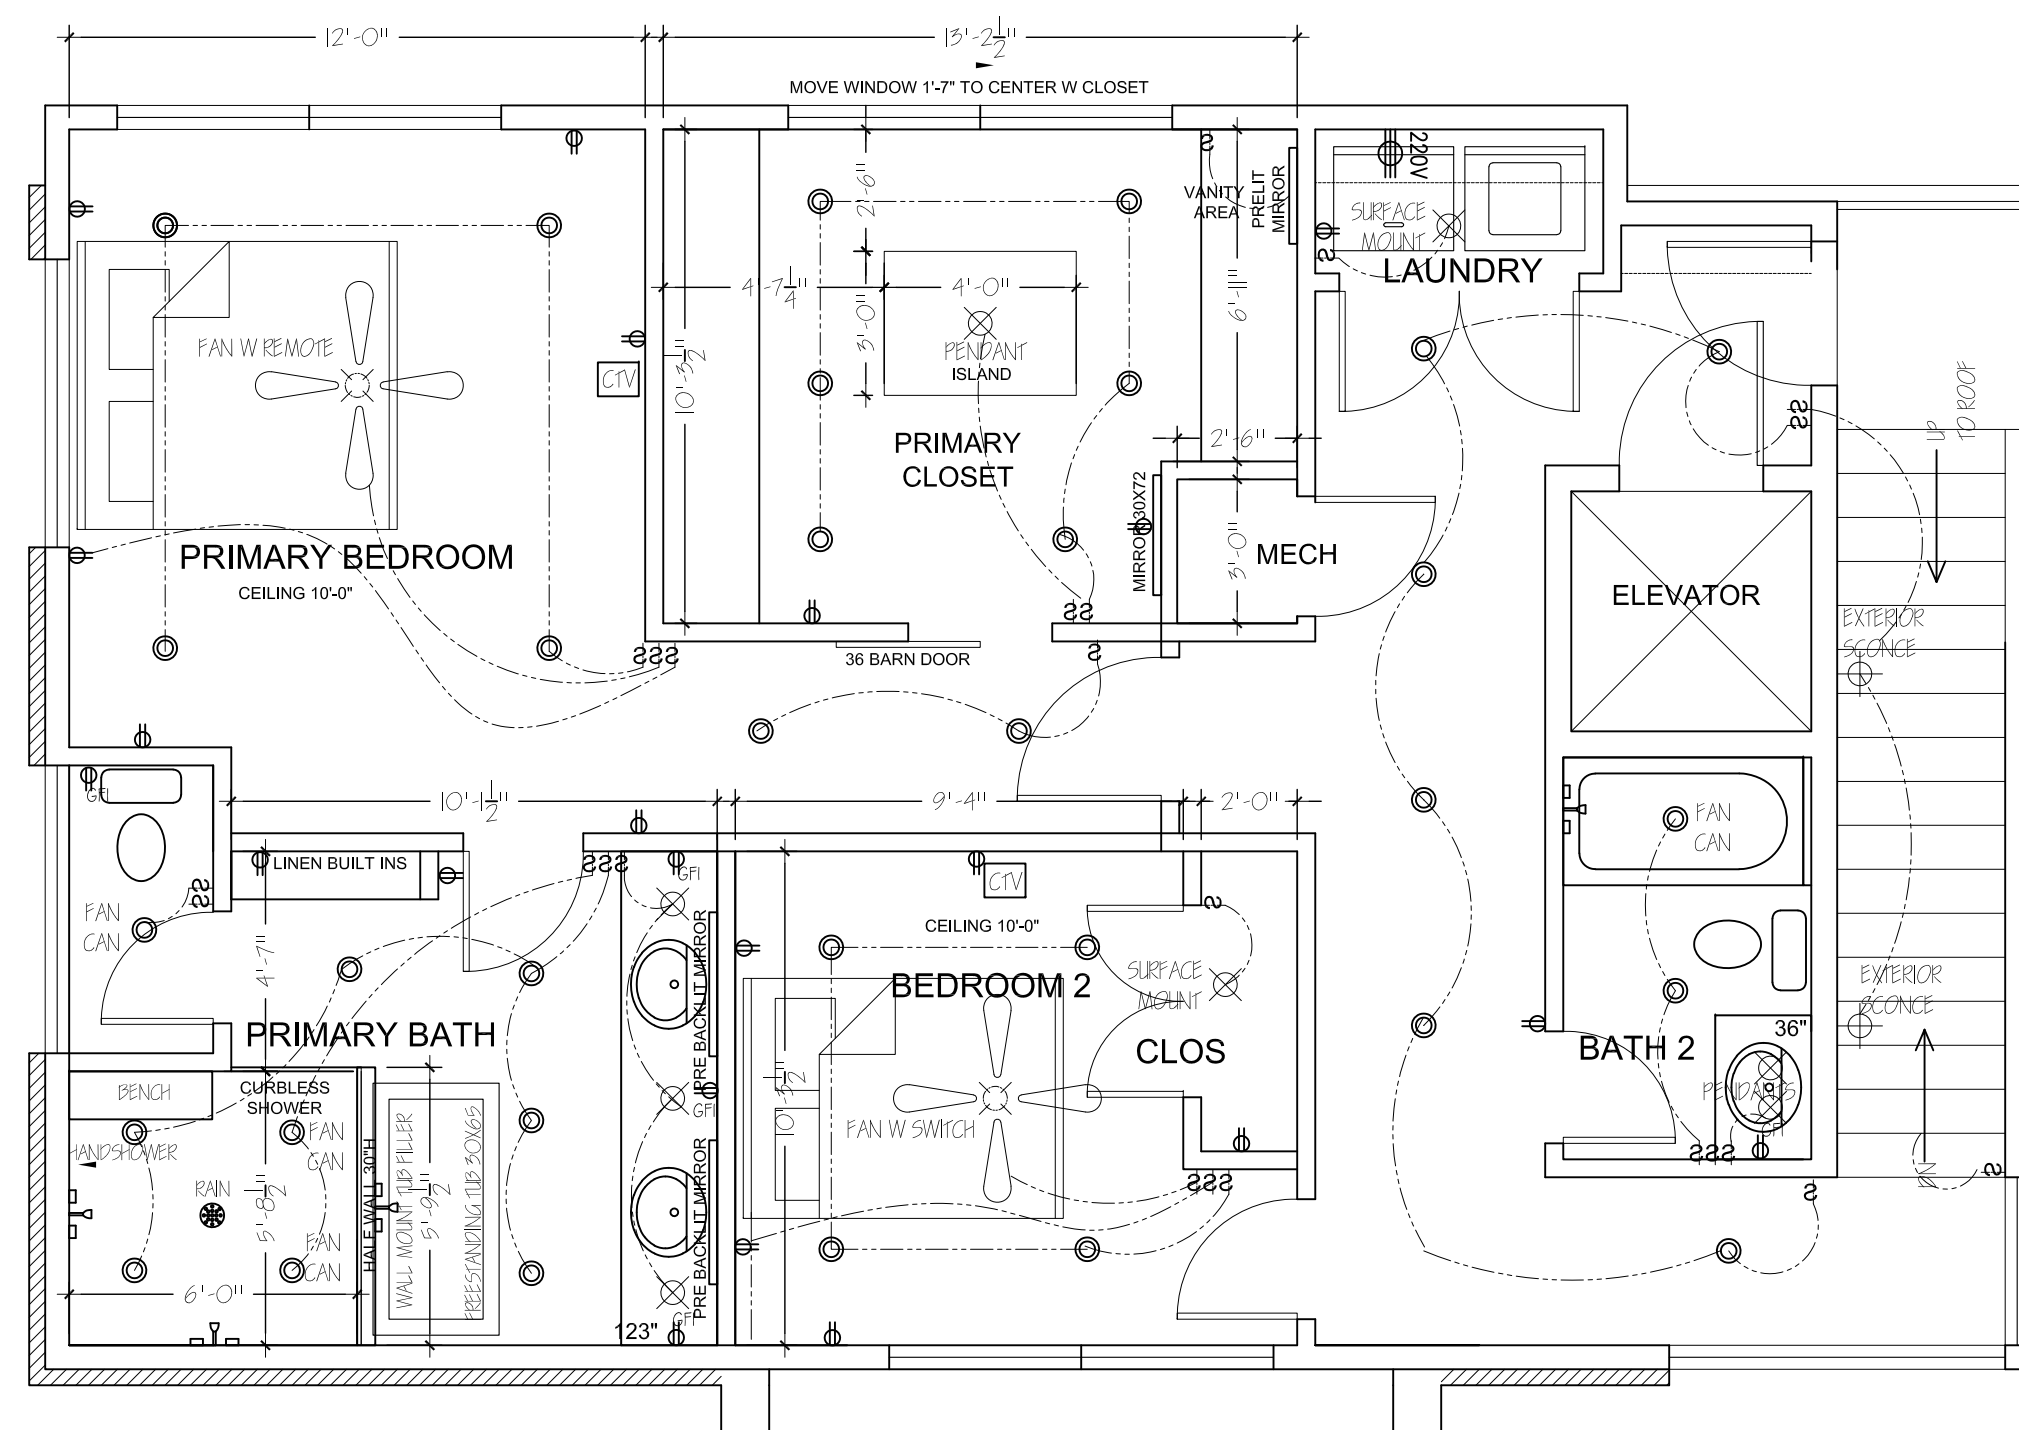 12'-0"
13'-2 1/2"
MOVE WINDOW 1'-7" TO CENTER W CLOSET
220V
2'-6"
VANITY
AREA
PRELIT
MIRROR
SURFACE
MOUNT
LAUNDRY
4'-7 1/4"
4'-0"
6'-11"
3'-0"
FAN W REMOTE
CTV
10'-3 1/2"
PENDANT
ISLAND
UP
TO ROOF
PRIMARY
CLOSET
2'-6"
MIRROR 30X72
PRIMARY BEDROOM
CEILING 10'-0"
3'-0"
MECH
ELEVATOR
EXTERIOR
SCONCE
S S S
S S
S
36 BARN DOOR
GFI
10'-1 1/2"
9'-4"
2'-0"
FAN
CAN
LINEN BUILT INS
S S S
GFI
CTV
S S
FAN
CAN
4'-7"
CEILING 10'-0"
BEDROOM 2
PRE BACKLIT MIRROR
SURFACE
MOUNT
EXTERIOR
SCONCE
PRIMARY BATH
CLOS
BATH 2
36"
BENCH
CURBLESS
SHOWER
GFI
10'-3 1/2"
FAN W SWITCH
PENDANTS
GFI
HANDSHOWER
FAN
CAN
HALF WALL 30"H
WALL MOUNT TUB FILLER
5'-9 1/2"
FREESTANDING TUB 30X65
RAIN
5'-8 1/2"
PRE BACKLIT MIRROR
S S S
S S S
DN
S
S
FAN
CAN
6'-0"
GFI
123"